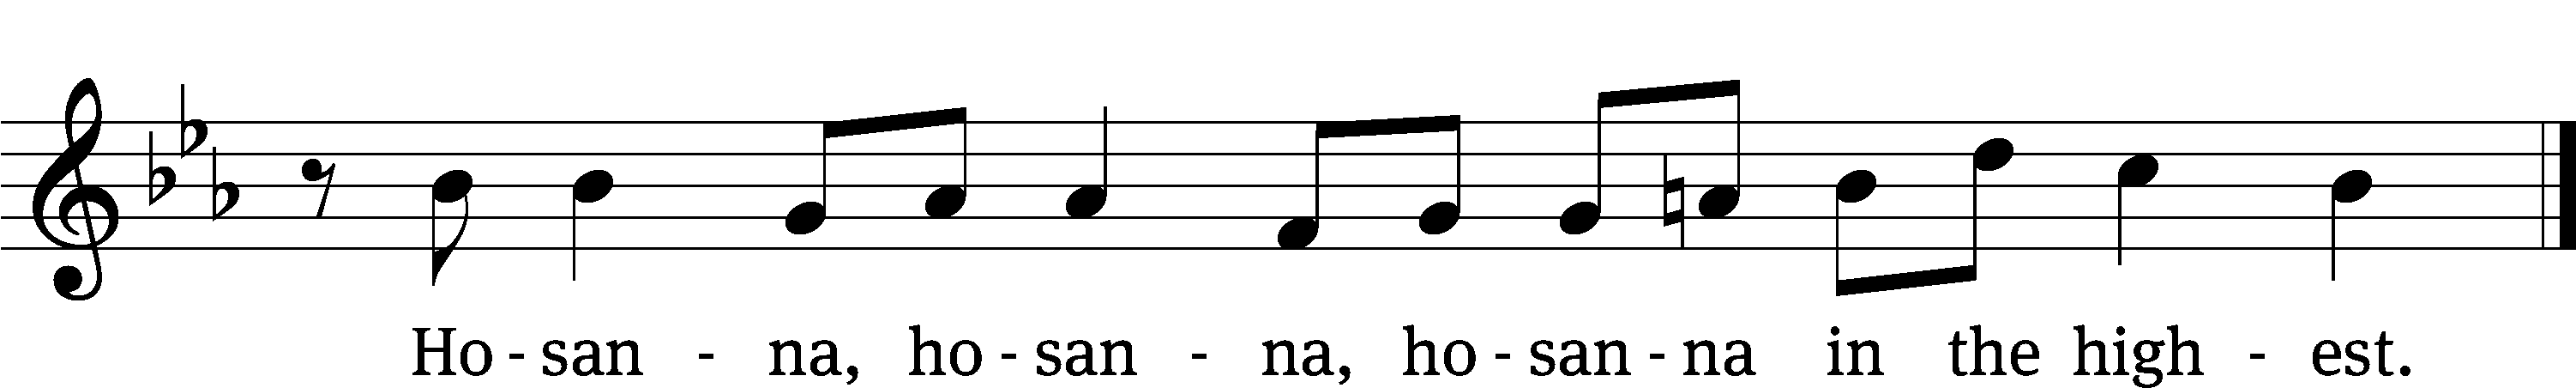 Ho - san - na, ho - san - na, ho - san - na in the high - est.